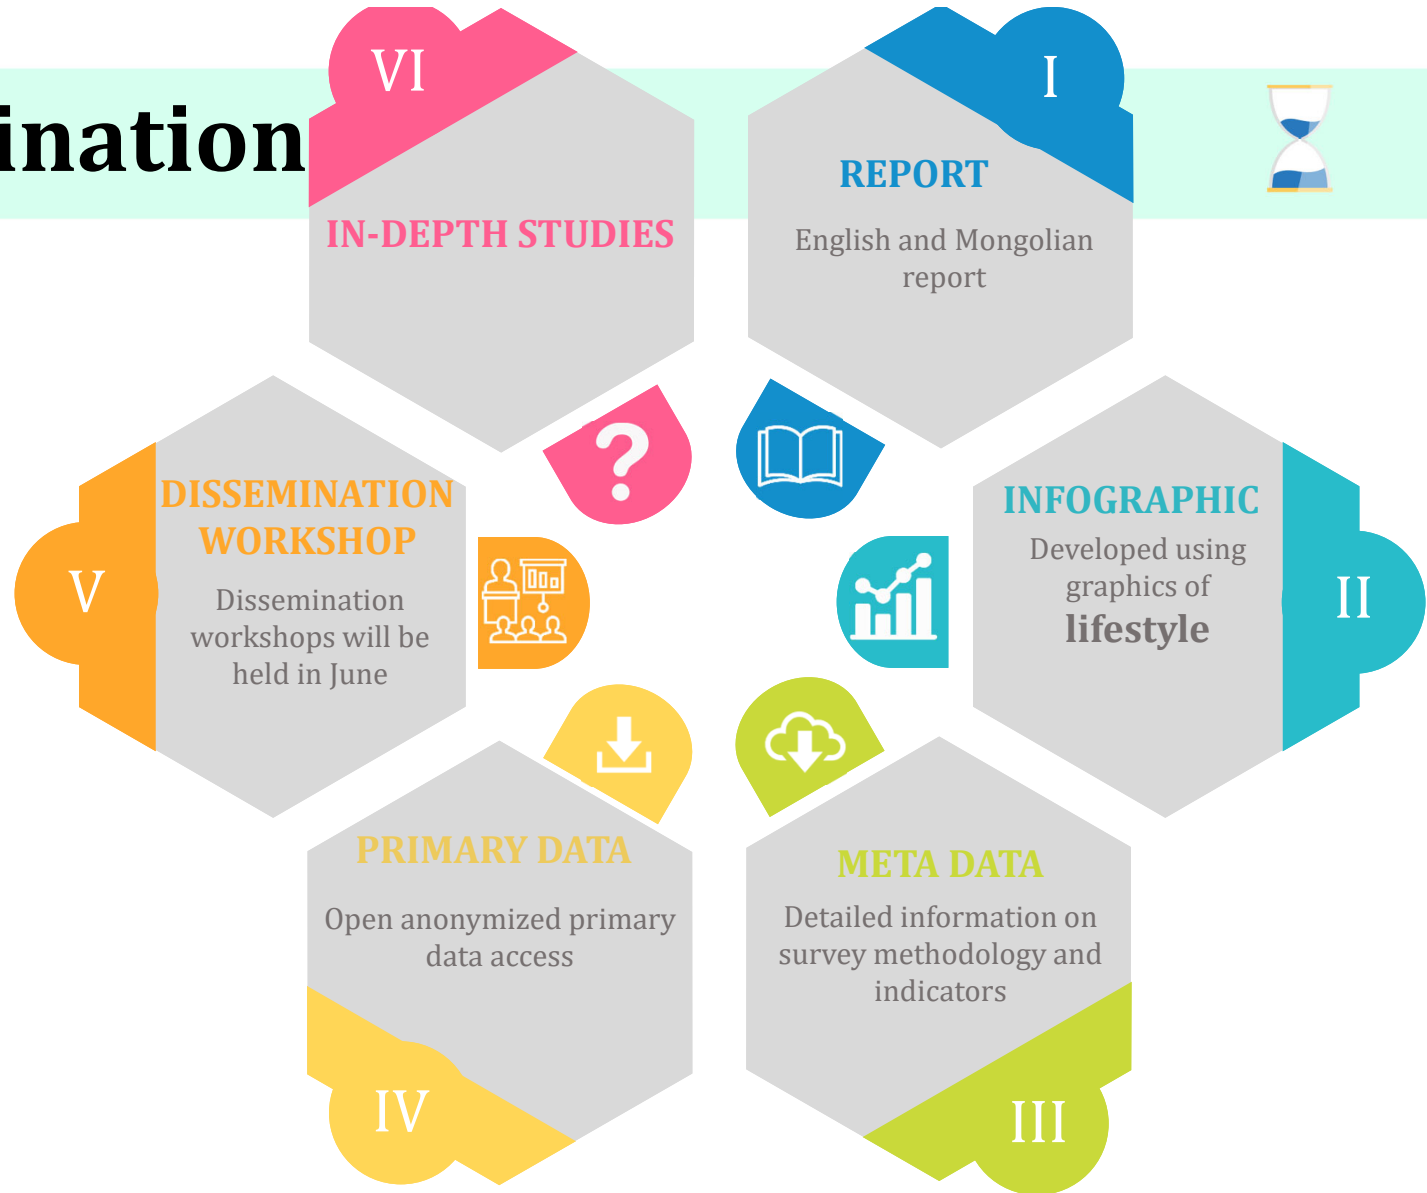 ination
I
REPORT
English and Mongolian
report
II
INFOGRAPHIC
Developed using
graphics of
lifestyle
III
META DATA
Detailed information on
survey methodology and
indicators
IV
PRIMARY DATA
Open anonymized primary
data access
V
DISSEMINATION
WORKSHOP
Dissemination
workshops will be
held in June
VI
IN-DEPTH STUDIES